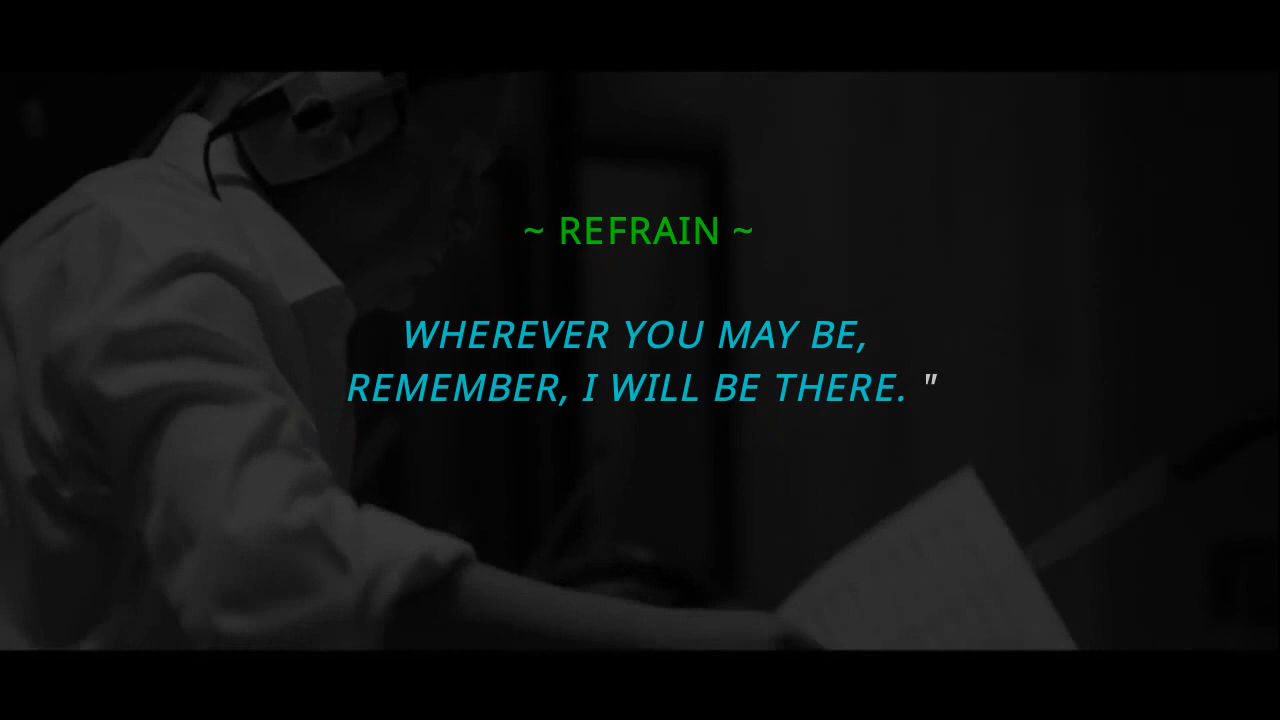 ~ REFRAIN ~
WHEREVER YOU MAY BE,
REMEMBER, I WILL BE THERE. "